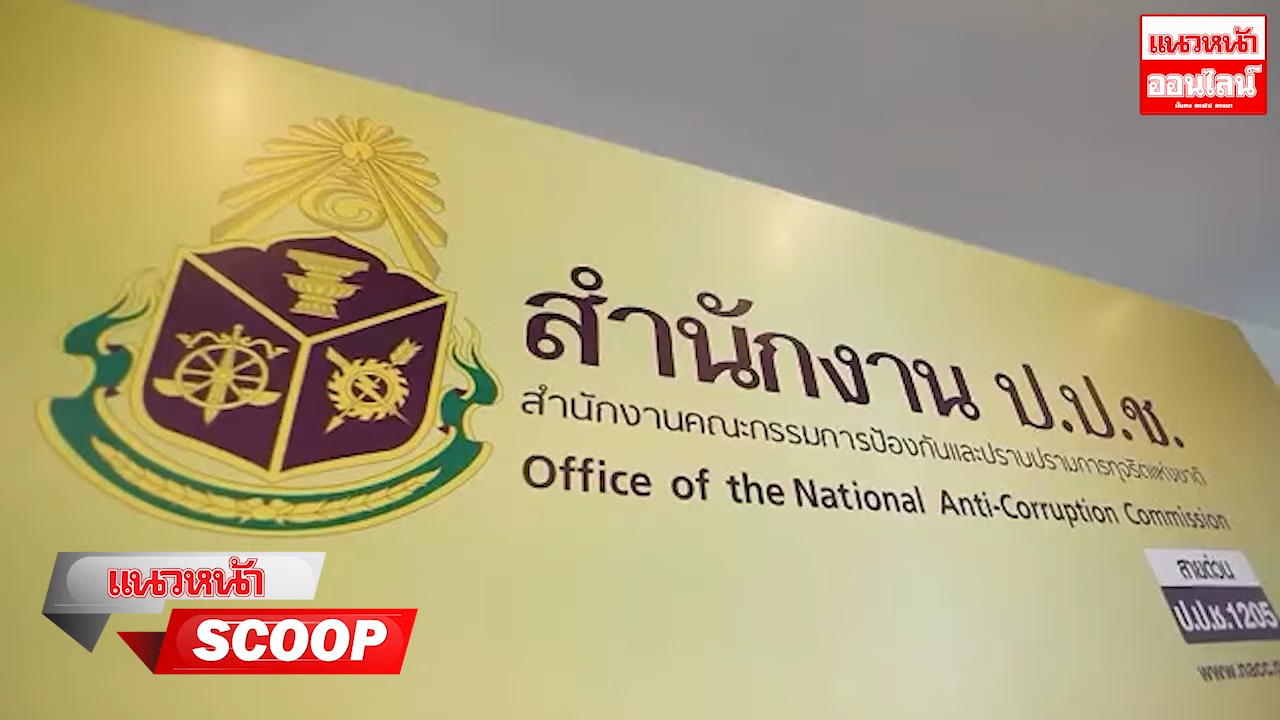 แนวหน้า
ออนไลน์
สำนักงาน ป.ป.ช.
สำนักงานคณะกรรมการป้องกันและปราบปรามการทุจริตแห่งชาติ
Office of the National Anti-Corruption Commission
สายด่วน
ป.ป.ช.1205
www.nacc.
แนวหน้า
SCOOP